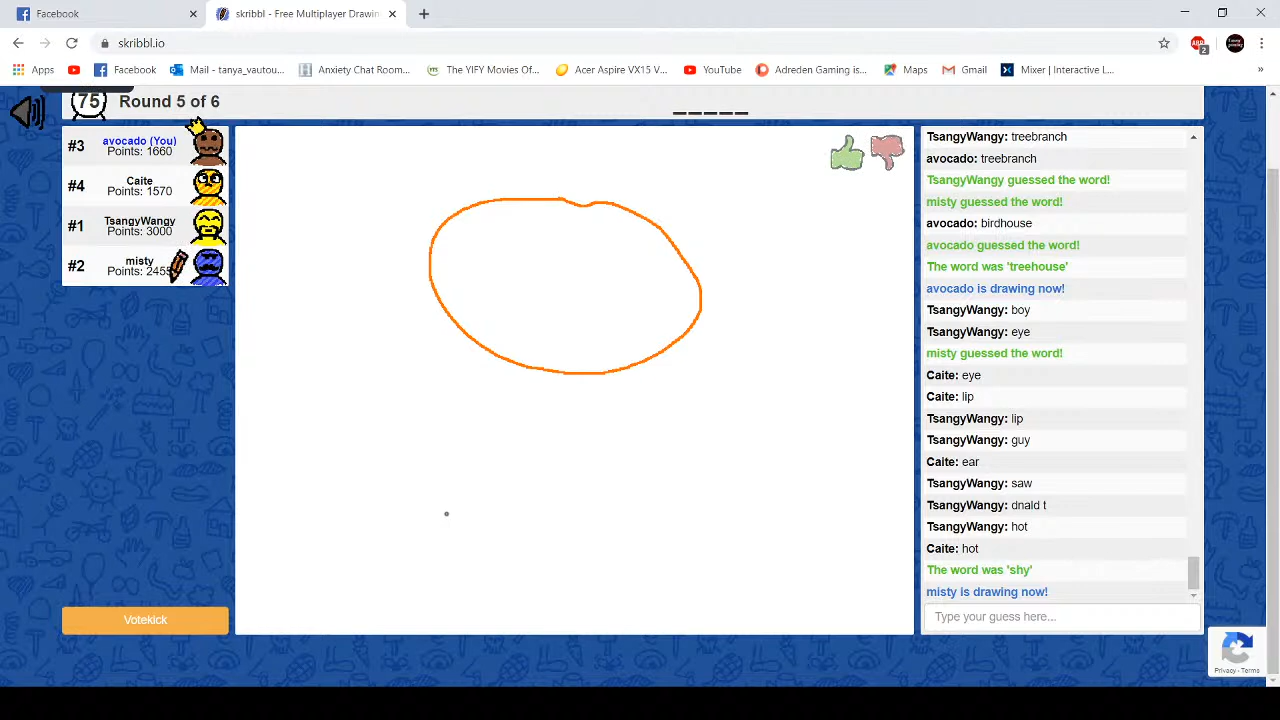 Facebook
skribbl - Free Multiplayer Drawin
skribbl.io
Apps
Facebook
Mail - tanya_vautou...
Anxiety Chat Room...
The YIFY Movies Of...
Acer Aspire VX15 V...
YouTube
Adreden Gaming is...
Maps
Gmail
Mixer | Interactive L...
75
Round 5 of 6
_____
#3
avocado (You)
Points: 1660
#4
Caite
Points: 1570
#1
TsangyWangy
Points: 3000
#2
misty
Points: 2455
Votekick
TsangyWangy: treebranch
avocado: treebranch
TsangyWangy guessed the word!
misty guessed the word!
avocado: birdhouse
avocado guessed the word!
The word was 'treehouse'
avocado is drawing now!
TsangyWangy: boy
TsangyWangy: eye
misty guessed the word!
Caite: eye
Caite: lip
TsangyWangy: lip
TsangyWangy: guy
Caite: ear
TsangyWangy: saw
TsangyWangy: dnald t
TsangyWangy: hot
Caite: hot
The word was 'shy'
misty is drawing now!
Type your guess here...
Privacy - Terms